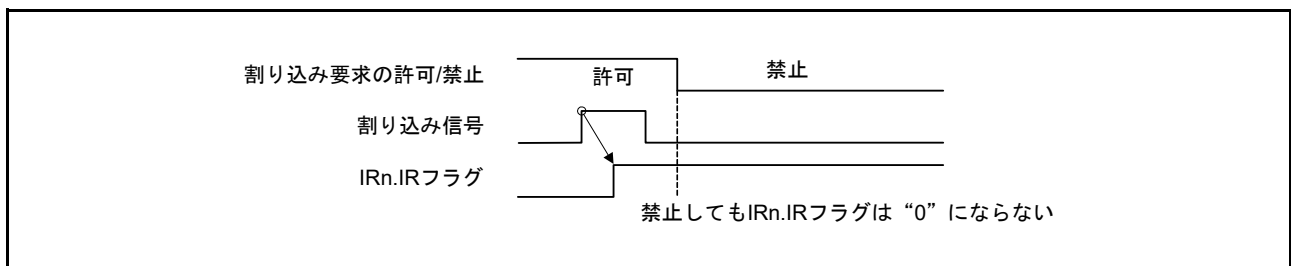 割り込み要求の許可/禁止
許可
禁止
割り込み信号
IRn.IRフラグ
禁止してもIRn.IRフラグは“0”にならない